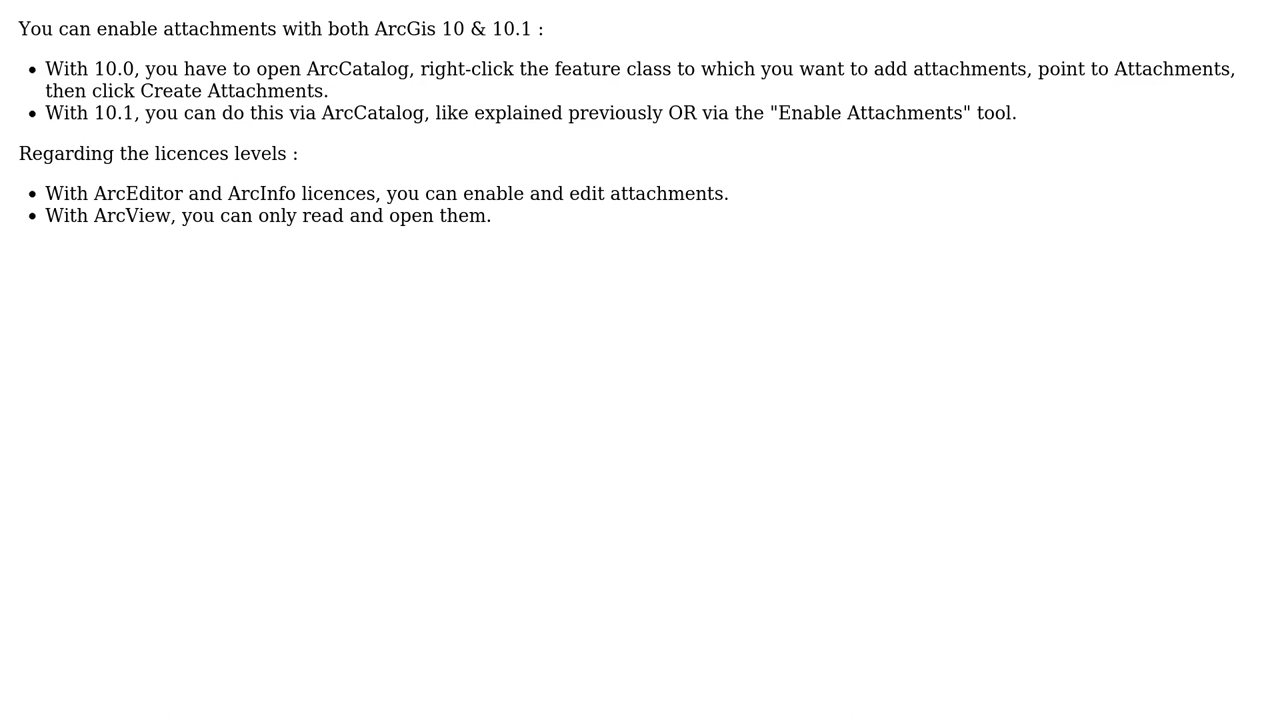 You can enable attachments with both ArcGis 10 & 10.1 :
• With 10.0, you have to open ArcCatalog, right-click the feature class to which you want to add attachments, point to Attachments,
then click Create Attachments.
• With 10.1, you can do this via ArcCatalog, like explained previously OR via the "Enable Attachments" tool.
Regarding the licences levels :
• With ArcEditor and ArcInfo licences, you can enable and edit attachments.
• With ArcView, you can only read and open them.